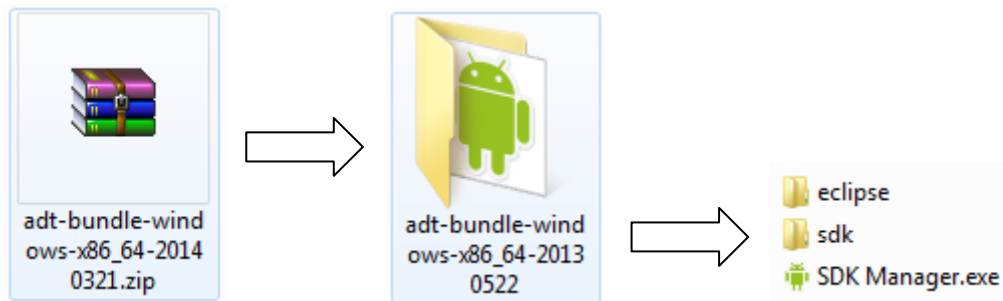 adt-bundle-wind
ows-x86_64-2014
0321.zip
adt-bundle-wind
ows-x86_64-2013
0522
eclipse
sdk
SDK Manager.exe